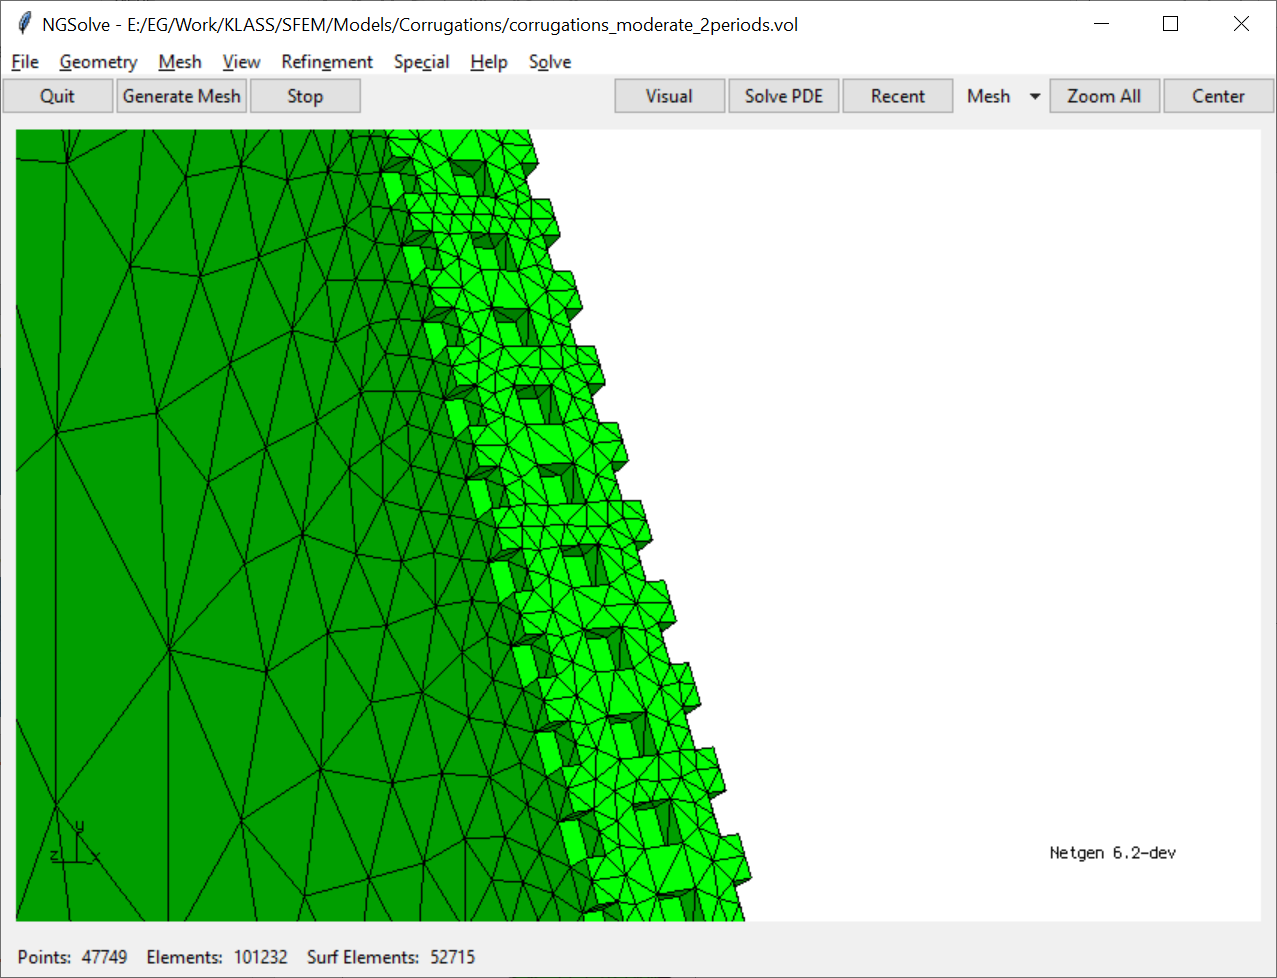 NGSolve - E:/EG/Work/KLASS/SFEM/Models/Corrugations/corrugations_moderate_2periods.vol
File Geometry Mesh View Refinement Special Help Solve
Quit Generate Mesh Stop Visual Solve PDE Recent Mesh Zoom All Center
y
z x
Netgen 6.2-dev
Points: 47749 Elements: 101232 Surf Elements: 52715